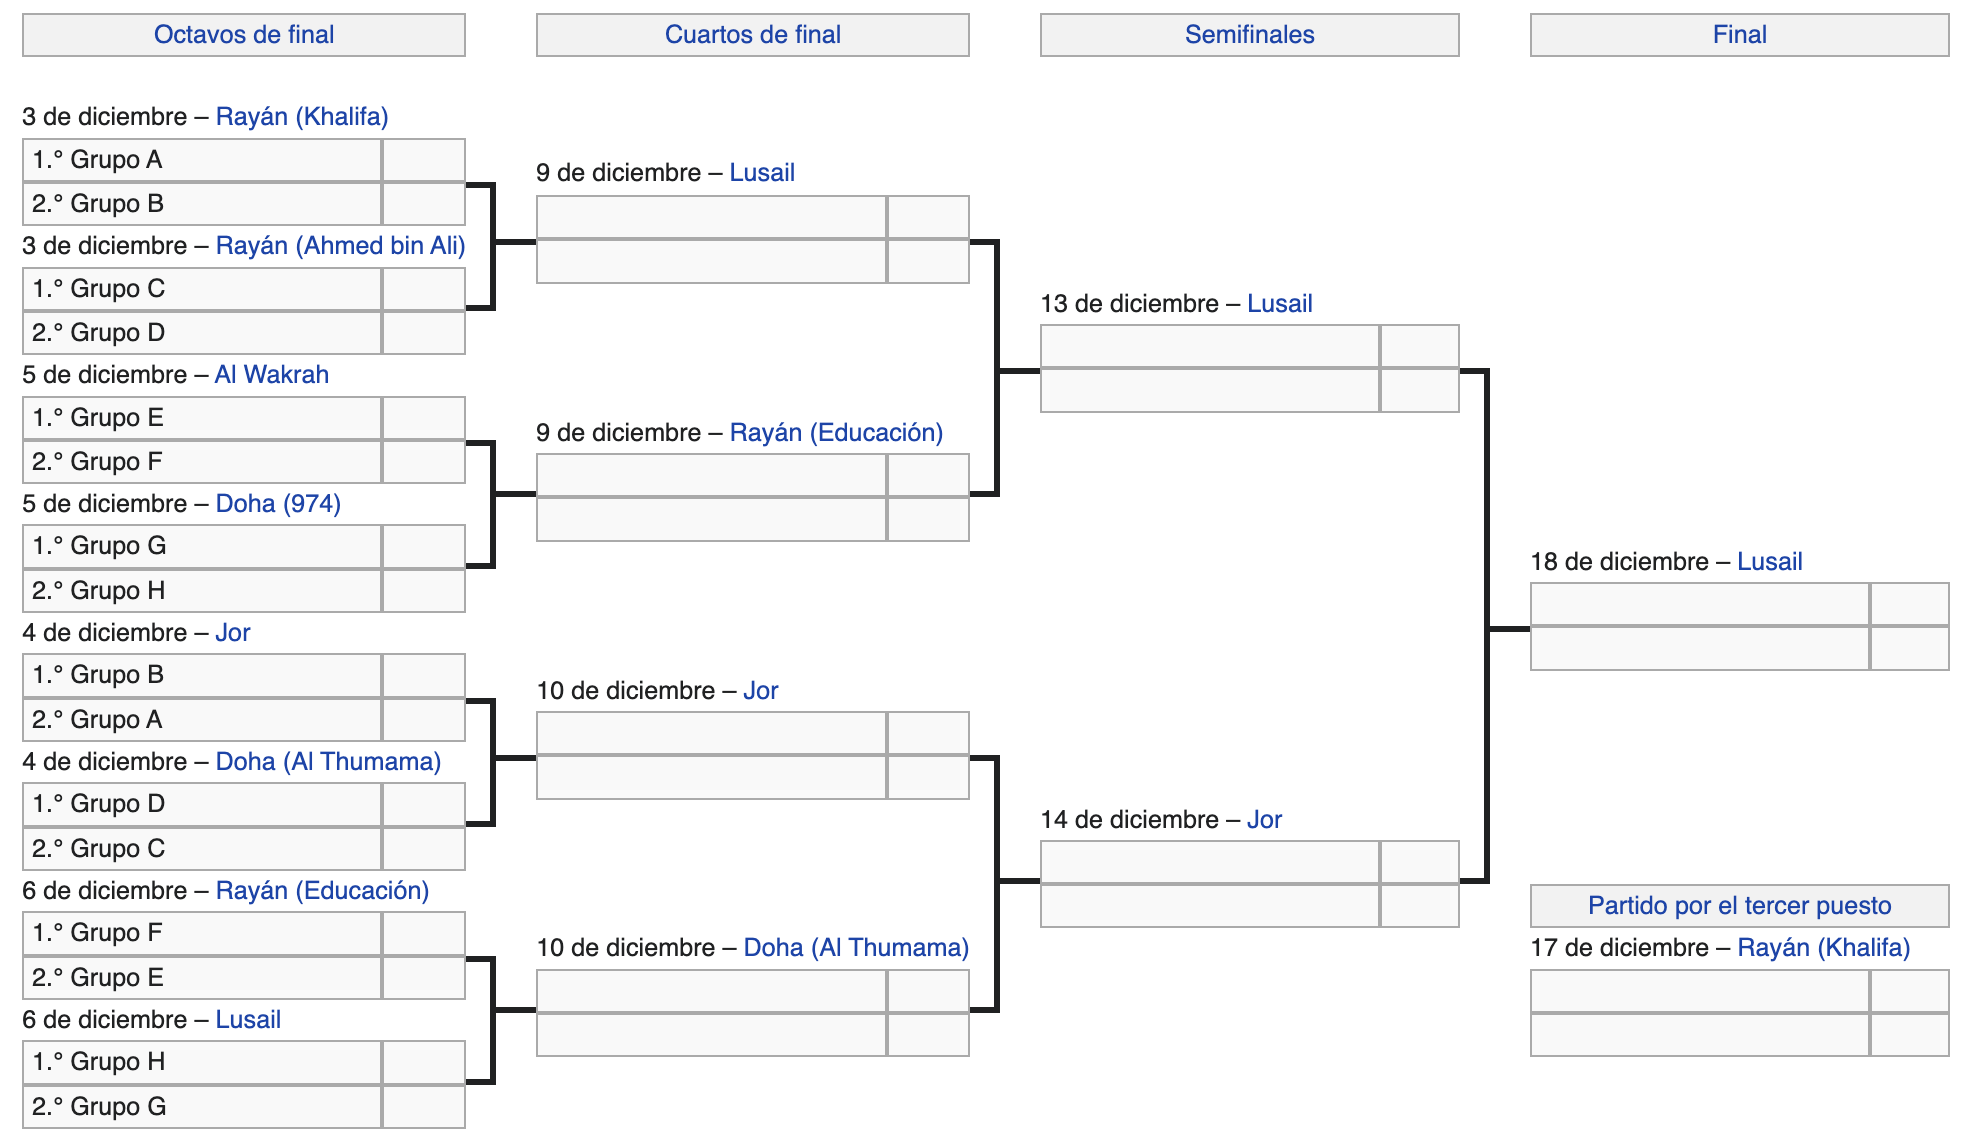 Octavos de final
Cuartos de final
Semifinales
Final
3 de diciembre – Rayán (Khalifa)
1.° Grupo A
2.° Grupo B
3 de diciembre – Rayán (Ahmed bin Ali)
1.° Grupo C
2.° Grupo D
5 de diciembre – Al Wakrah
1.° Grupo E
2.° Grupo F
5 de diciembre – Doha (974)
1.° Grupo G
2.° Grupo H
4 de diciembre – Jor
1.° Grupo B
2.° Grupo A
4 de diciembre – Doha (Al Thumama)
1.° Grupo D
2.° Grupo C
6 de diciembre – Rayán (Educación)
1.° Grupo F
2.° Grupo E
6 de diciembre – Lusail
1.° Grupo H
2.° Grupo G
9 de diciembre – Lusail
9 de diciembre – Rayán (Educación)
10 de diciembre – Jor
10 de diciembre – Doha (Al Thumama)
13 de diciembre – Lusail
14 de diciembre – Jor
18 de diciembre – Lusail
Partido por el tercer puesto
17 de diciembre – Rayán (Khalifa)